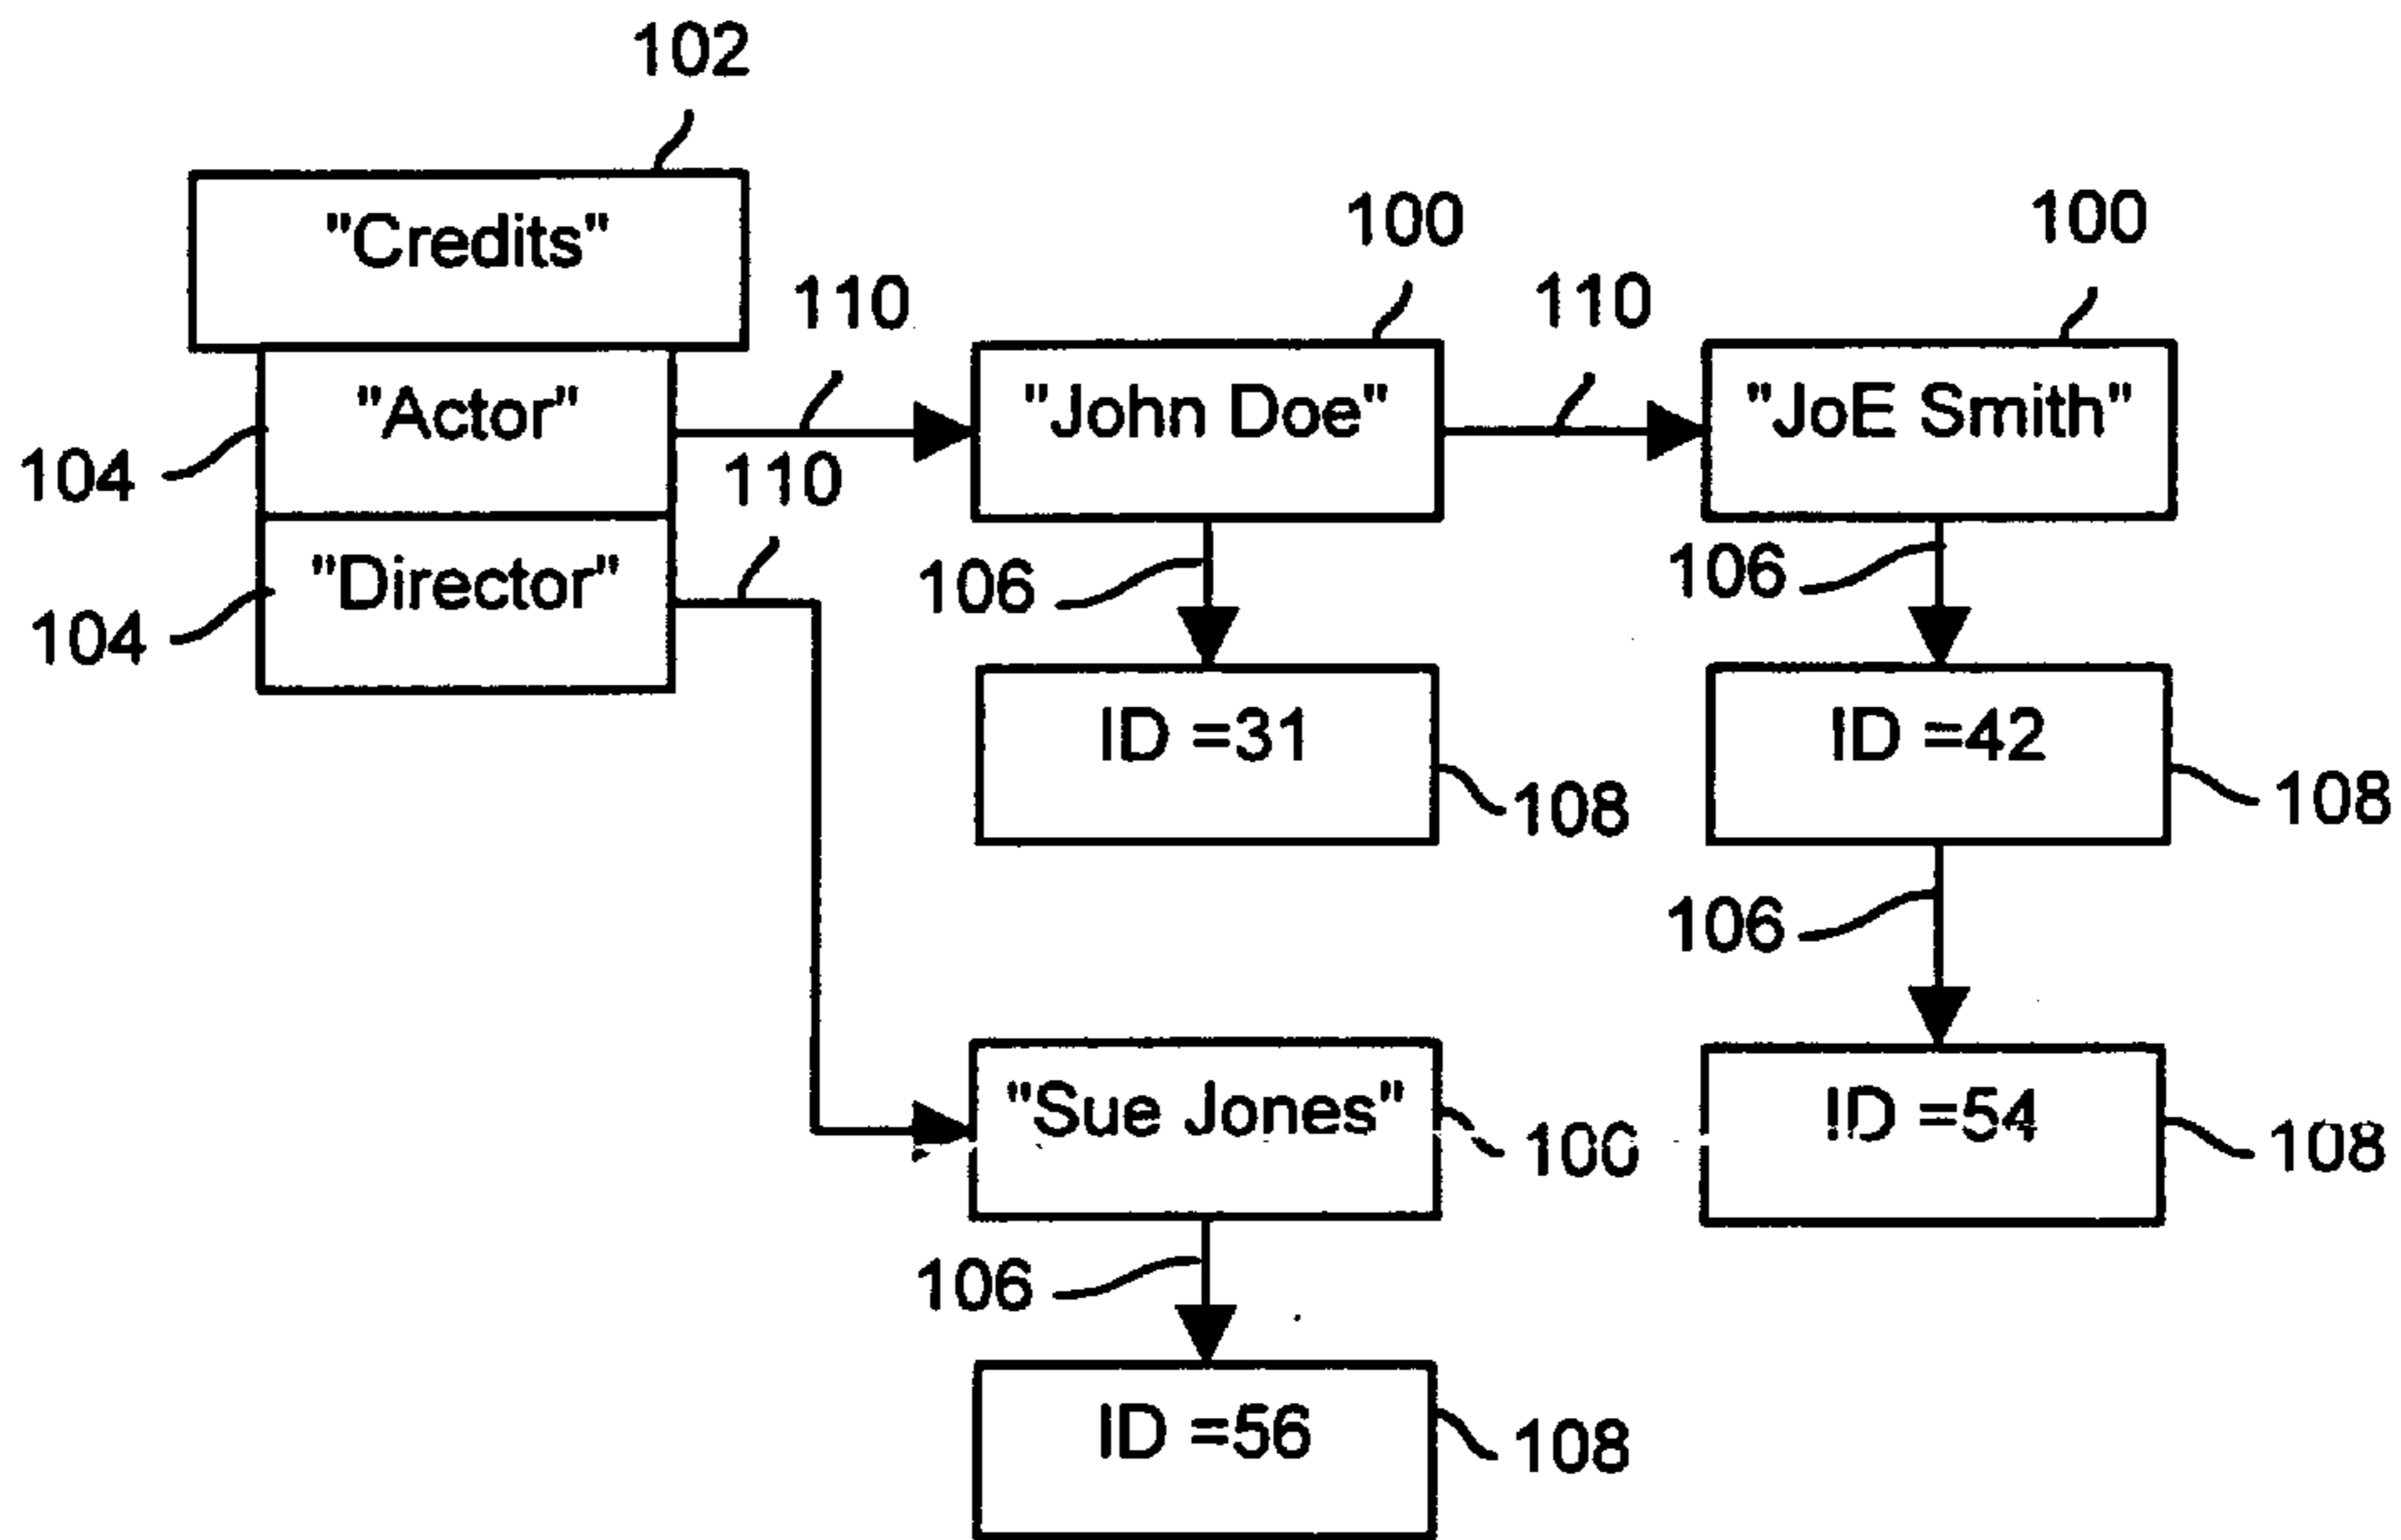 102
"Credits"
100
100
110
110
"Actor"
"John Doe"
"JoE Smith"
104
110
"Director"
106
106
104
ID =31
ID =42
108
108
106
"Sue Jones"
100
ID =54
108
106
ID =56
108